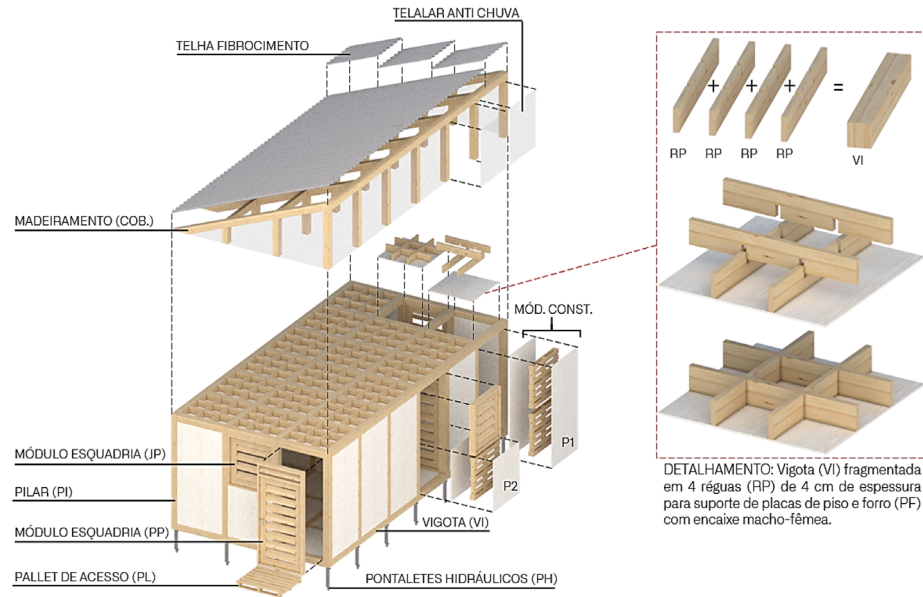 TELALAR ANTI CHUVA
TELHA FIBROCIMENTO
MADEIRAMENTO (COB.)
MÓD. CONST.
P1
P2
MÓDULO ESQUADRIA (JP)
PILAR (PI)
MÓDULO ESQUADRIA (PP)
PALLET DE ACESSO (PL)
VIGOTA (VI)
PONTALETES HIDRÁULICOS (PH)
+ + + =
RP RP RP RP VI
DETALHAMENTO: Vigota (VI) fragmentada
em 4 réguas (RP) de 4 cm de espessura
para suporte de placas de piso e forro (PF)
com encaixe macho-fêmea.